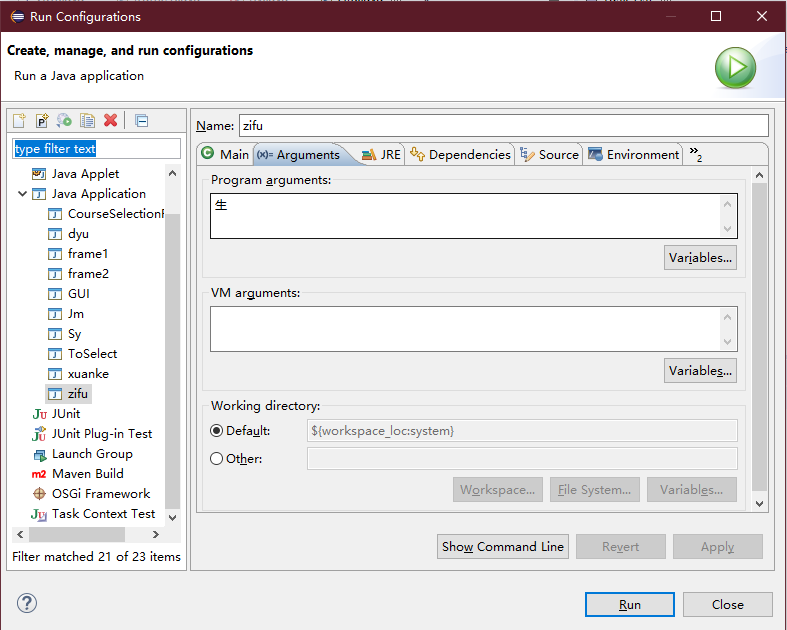 Run Configurations
Create, manage, and run configurations
Run a Java application
type filter text
Java Applet
Java Application
CourseSelectionF
dyu
frame1
frame2
GUI
Jm
Sy
ToSelect
xuanke
zifu
JUnit
JUnit Plug-in Test
Launch Group
Maven Build
OSGi Framework
Task Context Test
Filter matched 21 of 23 items
Name: zifu
Main (x)= Arguments JRE Dependencies Source Environment »2
Program arguments:
生
Variables...
VM arguments:
Variables...
Working directory:
Default: ${workspace_loc:system}
Other:
Workspace... File System... Variables...
Show Command Line Revert Apply
Run Close